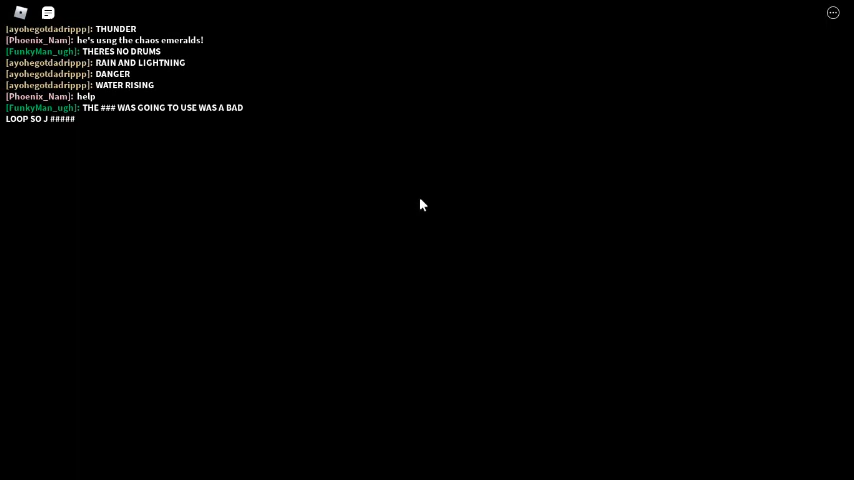 [ayohegotdadrippp]: THUNDER
[Phoenix_Nam]: he's usng the chaos emeralds!
[FunkyMan_ugh]: THERES NO DRUMS
[ayohegotdadrippp]: RAIN AND LIGHTNING
[ayohegotdadrippp]: DANGER
[ayohegotdadrippp]: WATER RISING
[Phoenix_Nam]: help
[FunkyMan_ugh]: THE ### WAS GOING TO USE WAS A BAD
LOOP SO J #####